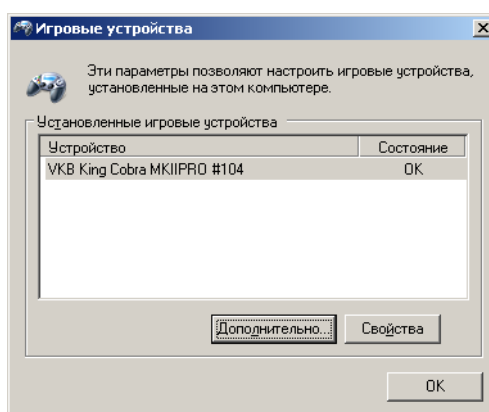 Игровые устройства
Эти параметры позволяют настроить игровые устройства,
установленные на этом компьютере.
Установленные игровые устройства
Устройство Состояние
VKB King Cobra MKIIPRO #104 OK
Дополнительно... Свойства
OK